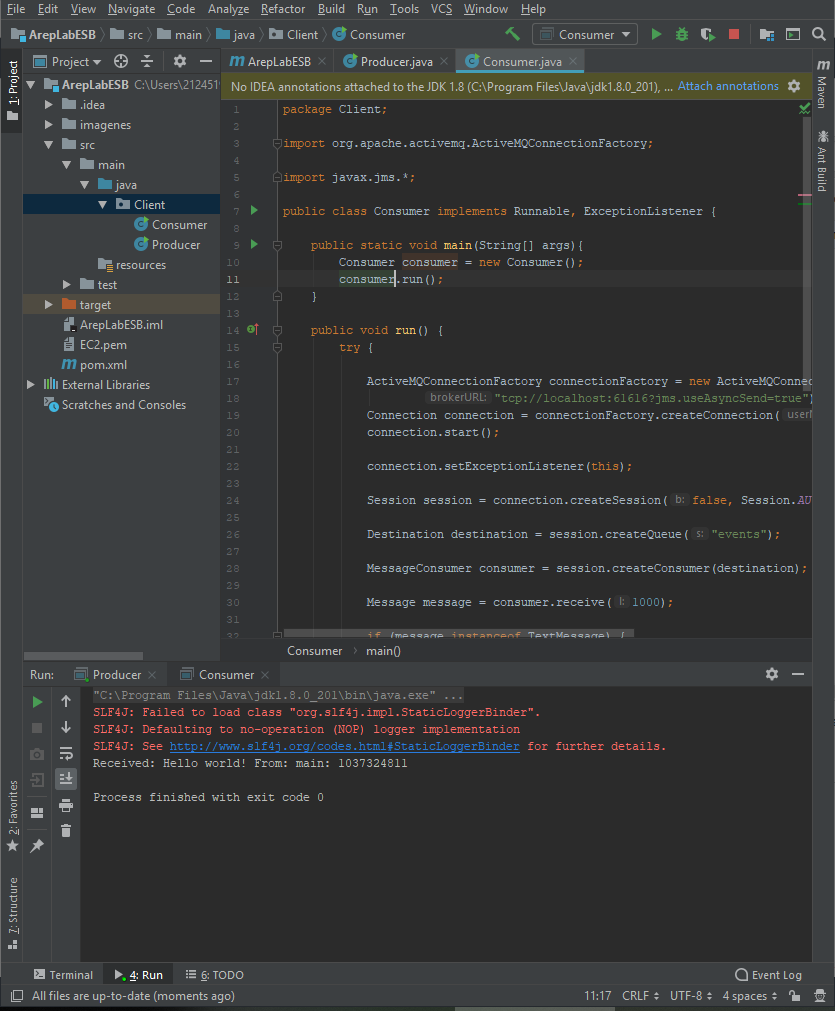 File Edit View Navigate Code Analyze Refactor Build Run Tools VCS Window Help
ArepLabESB src main java Client Consumer
Consumer
1: Project
Project
ArepLabESB
Producer.java
Consumer.java
ArepLabESB C:\Users\212451
.idea
imagenes
src
main
java
Client
Consumer
Producer
resources
test
target
ArepLabESB.iml
EC2.pem
pom.xml
External Libraries
Scratches and Consoles
No IDEA annotations attached to the JDK 1.8 (C:\Program Files\Java\jdk1.8.0_201), ... Attach annotations
1 package Client;
2
3 import org.apache.activemq.ActiveMQConnectionFactory;
4
5 import javax.jms.*;
6
7 public class Consumer implements Runnable, ExceptionListener {
8
9 public static void main(String[] args){
10 Consumer consumer = new Consumer();
11 consumer.run();
12 }
13
14 public void run() {
15 try {
16
17 ActiveMQConnectionFactory connectionFactory = new ActiveMQConnec
18 brokerURL: "tcp://localhost:61616?jms.useAsyncSend=true")
19 Connection connection = connectionFactory.createConnection( userN
20 connection.start();
21
22 connection.setExceptionListener(this);
23
24 Session session = connection.createSession( b: false, Session.AU
25
26 Destination destination = session.createQueue( s: "events");
27
28 MessageConsumer consumer = session.createConsumer(destination);
29
30 Message message = consumer.receive( l: 1000);
31
32 if (message instanceof TextMessage) {
Consumer › main()
Maven
Ant Build
Run: Producer Consumer
"C:\Program Files\Java\jdk1.8.0_201\bin\java.exe" ...
SLF4J: Failed to load class "org.slf4j.impl.StaticLoggerBinder".
SLF4J: Defaulting to no-operation (NOP) logger implementation
SLF4J: See http://www.slf4j.org/codes.html#StaticLoggerBinder for further details.
Received: Hello world! From: main: 1037324811
Process finished with exit code 0
2: Favorites
7: Structure
Terminal 4: Run 6: TODO Event Log
All files are up-to-date (moments ago) 11:17 CRLF UTF-8 4 spaces